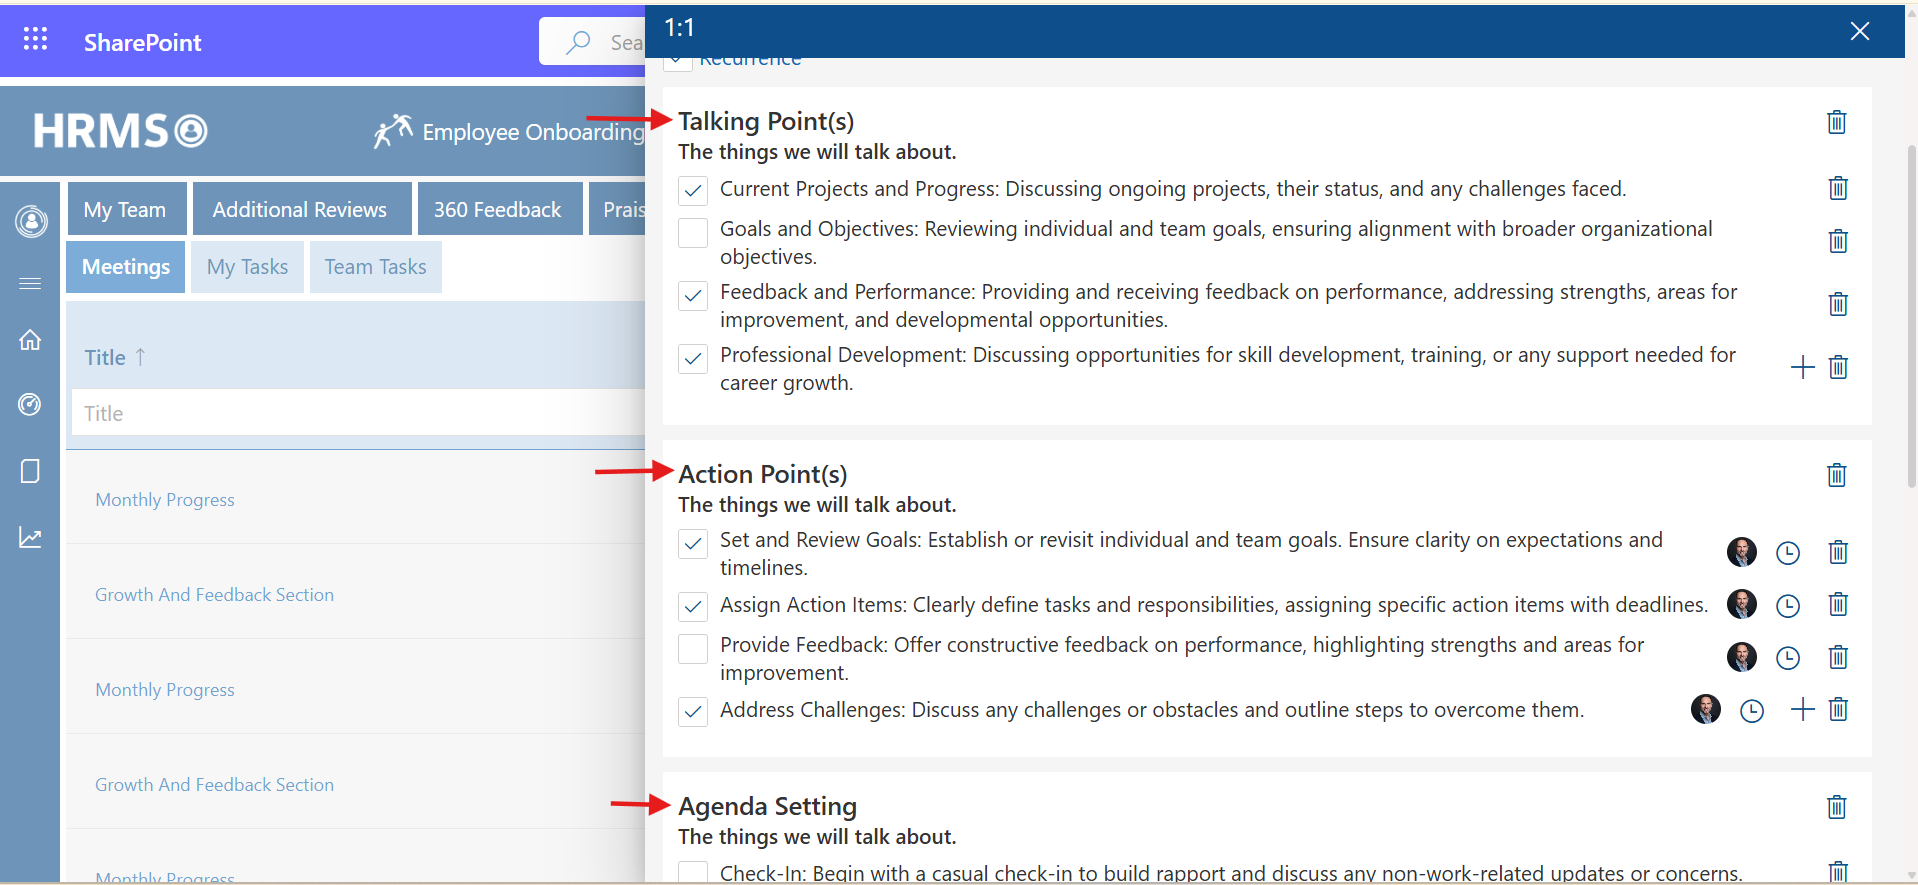 SharePoint
Sea
1:1
Recurrence
HRMS
Employee Onboarding
My Team
Additional Reviews
360 Feedback
Prais
Meetings
My Tasks
Team Tasks
Title ↑
Title
Monthly Progress
Growth And Feedback Section
Monthly Progress
Growth And Feedback Section
Monthly Progress
Talking Point(s)
The things we will talk about.
Current Projects and Progress: Discussing ongoing projects, their status, and any challenges faced.
Goals and Objectives: Reviewing individual and team goals, ensuring alignment with broader organizational
objectives.
Feedback and Performance: Providing and receiving feedback on performance, addressing strengths, areas for
improvement, and developmental opportunities.
Professional Development: Discussing opportunities for skill development, training, or any support needed for
career growth.
Action Point(s)
The things we will talk about.
Set and Review Goals: Establish or revisit individual and team goals. Ensure clarity on expectations and
timelines.
Assign Action Items: Clearly define tasks and responsibilities, assigning specific action items with deadlines.
Provide Feedback: Offer constructive feedback on performance, highlighting strengths and areas for
improvement.
Address Challenges: Discuss any challenges or obstacles and outline steps to overcome them.
Agenda Setting
The things we will talk about.
Check-In: Begin with a casual check-in to build rapport and discuss any non-work-related updates or concerns.